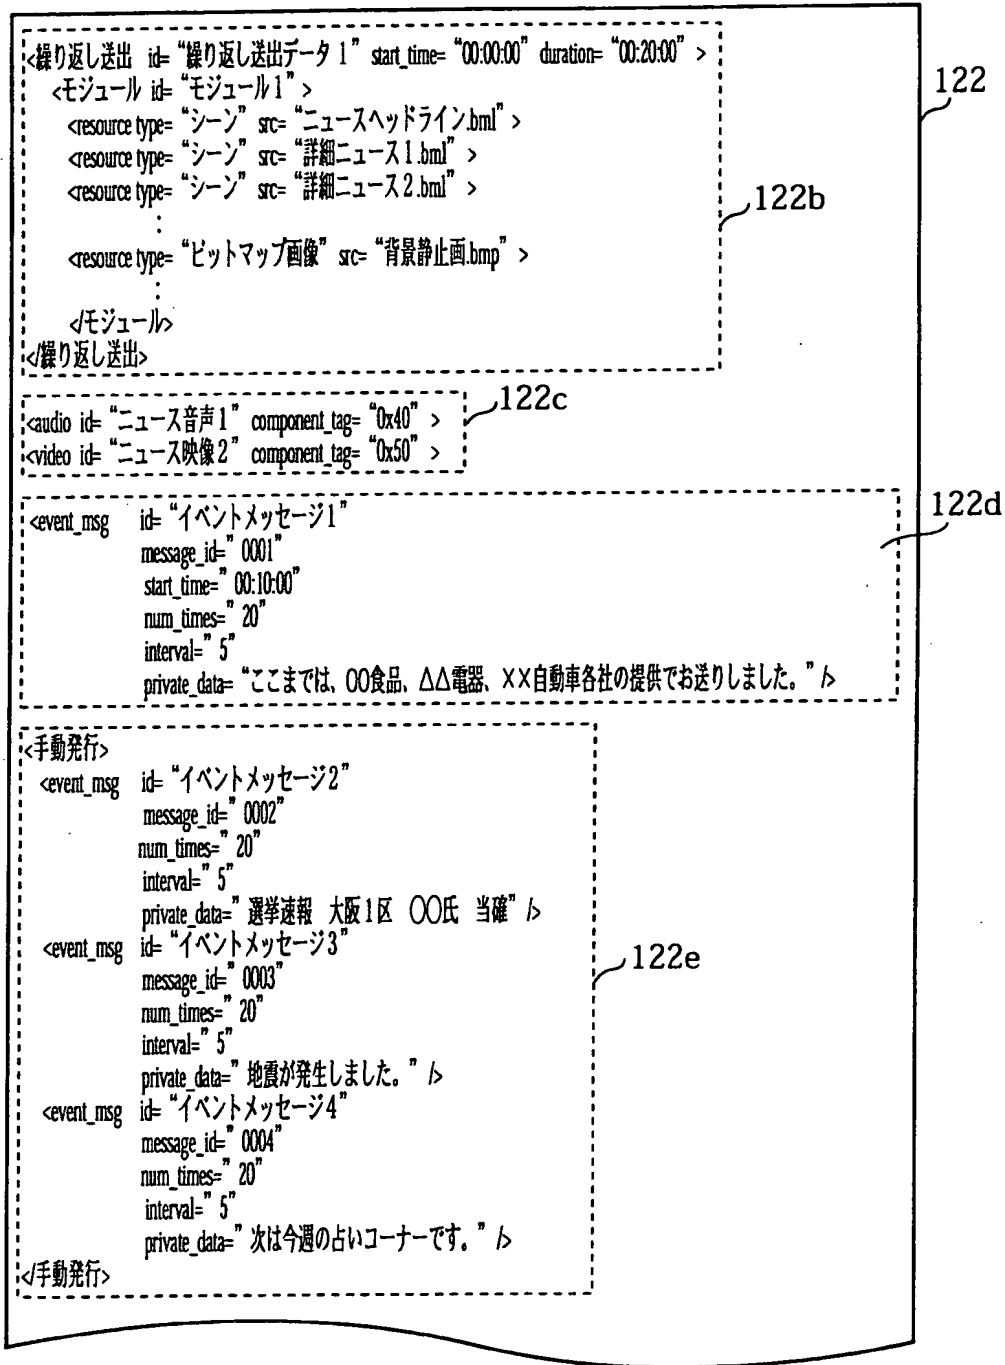 <繰り返し送出 id= “繰り返し送出データ 1” start_time= “00:00:00” duration= “00:20:00” >
<モジュール id= “モジュール 1” >
<resource type= “シーン” src= “ニュースヘッドライン.bml” >
<resource type= “シーン” src= “詳細ニュース 1.bml” >
<resource type= “シーン” src= “詳細ニュース 2.bml” >
:
<resource type= “ビットマップ画像” src= “背景静止画.bmp” >
:
</モジュール>
</繰り返し送出>
122
122b
<audio id= “ニュース音声 1” component_tag= “0x40” >
<video id= “ニュース映像 2” component_tag= “0x50” >
122c
<event_msg id= “イベントメッセージ 1”
message_id=” 0001”
start_time=” 00:10:00”
num_times=” 20”
interval=” 5”
private_data= “ここまでは、〇〇食品、△△電器、××自動車各社の提供でお送りしました。” />
122d
<手動発行>
<event_msg id= “イベントメッセージ 2”
message_id=” 0002”
num_times=” 20”
interval=” 5”
private_data=” 選挙速報 大阪 1 区 〇〇氏 当確” />
<event_msg id= “イベントメッセージ 3”
message_id=” 0003”
num_times=” 20”
interval=” 5”
private_data=” 地震が発生しました。” />
<event_msg id= “イベントメッセージ 4”
message_id=” 0004”
num_times=” 20”
interval=” 5”
private_data=” 次は今週の占いコーナーです。” />
</手動発行>
122e